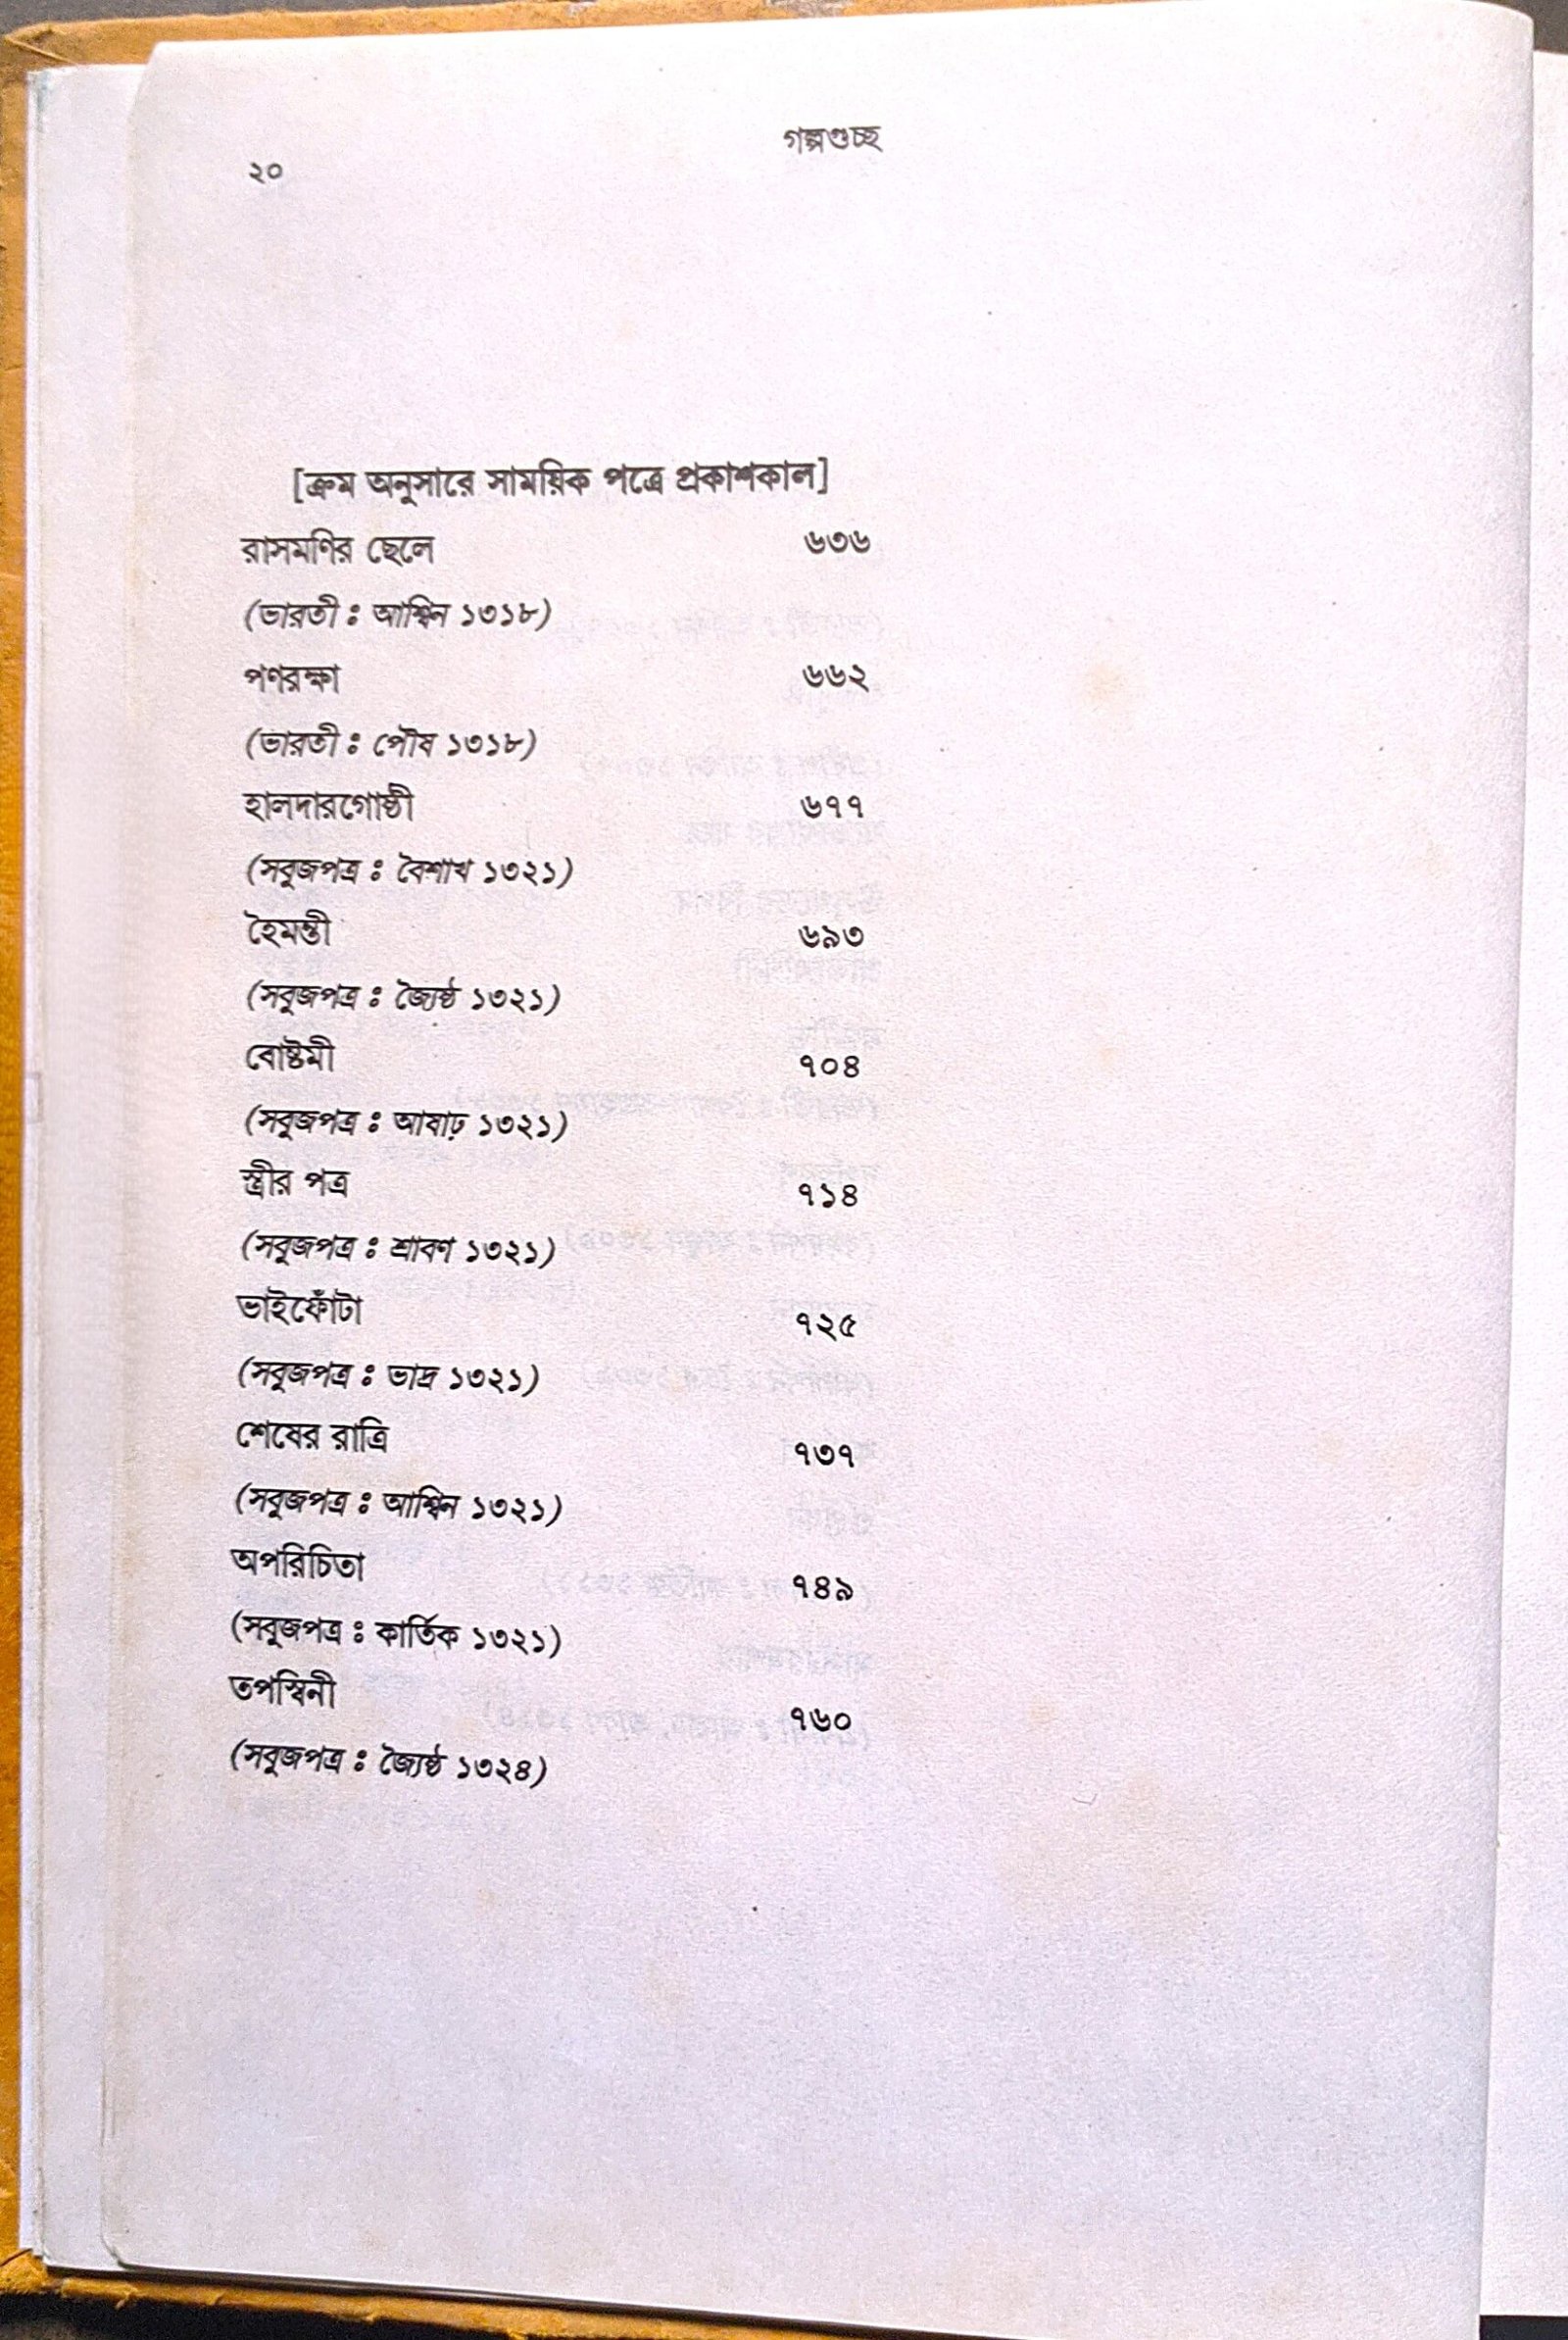 গল্পগুচ্ছ
২০
[ক্রম অনুসারে সাময়িক পত্রে প্রকাশকাল]
রাসমণির ছেলে ৬৩৬
(ভারতী : আশ্বিন ১৩১৮)
পণরক্ষা ৬৬২
(ভারতী : পৌষ ১৩১৮)
হালদারগোষ্ঠী ৬৭৭
(সবুজপত্র : বৈশাখ ১৩২১)
হৈমন্তী ৬৯৩
(সবুজপত্র : জ্যৈষ্ঠ ১৩২১)
বোষ্টমী ৭০৪
(সবুজপত্র : আষাঢ় ১৩২১)
স্ত্রীর পত্র ৭১৪
(সবুজপত্র : শ্রাবণ ১৩২১)
ভাইফোঁটা ৭২৫
(সবুজপত্র : ভাদ্র ১৩২১)
শেষের রাত্রি ৭৩৭
(সবুজপত্র : আশ্বিন ১৩২১)
অপরিচিতা ৭৪৯
(সবুজপত্র : কার্তিক ১৩২১)
তপস্বিনী ৭৬০
(সবুজপত্র : জ্যৈষ্ঠ ১৩২৪)